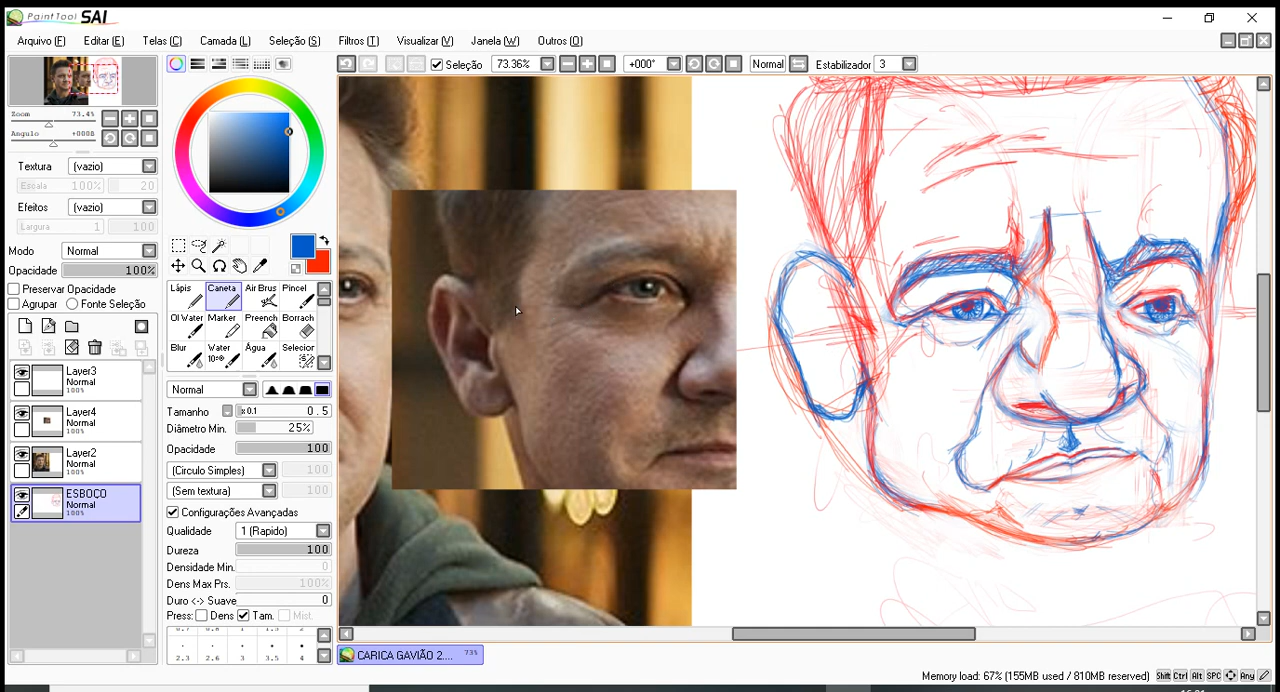 PaintTool SAI
Arquivo (F) Editar (E) Telas (C) Camada (L) Seleção (S) Filtros (T) Visualizar (V) Janela (W) Outros (O)
Seleção 73.36% +000° Normal Estabilizador 3
Zoom 73.4%
Angulo +000B
Textura (vazio)
Escala 100% 20
Efeitos (vazio)
Largura 1 100
Modo Normal
Opacidade 100%
Preservar Opacidade
Agrupar Fonte Seleção
Layer3
Normal
100%
Layer4
Normal
100%
Layer2
Normal
100%
ESBOÇO
Normal
100%
Lápis Caneta Air Brus Pincel
Ol Water Marker Preench Borrach
Blur Water 10*® Água Selecior
Normal
Tamanho x0.1 0.5
Diâmetro Min. 25%
Opacidade 100
(Circulo Simples) 100
(Sem textura) 100
Configurações Avançadas
Qualidade 1 (Rapido)
Dureza 100
Densidade Min. 0
Dens Max Prs. 100%
Duro <-> Suave 0
Press: Dens Tam. Mist.
2.3 2.6 3 3.5 4
CARICA GAVIÃO 2.... 73%
Memory load: 67% (155MB used / 810MB reserved) Shift Ctrl Alt SPC Any